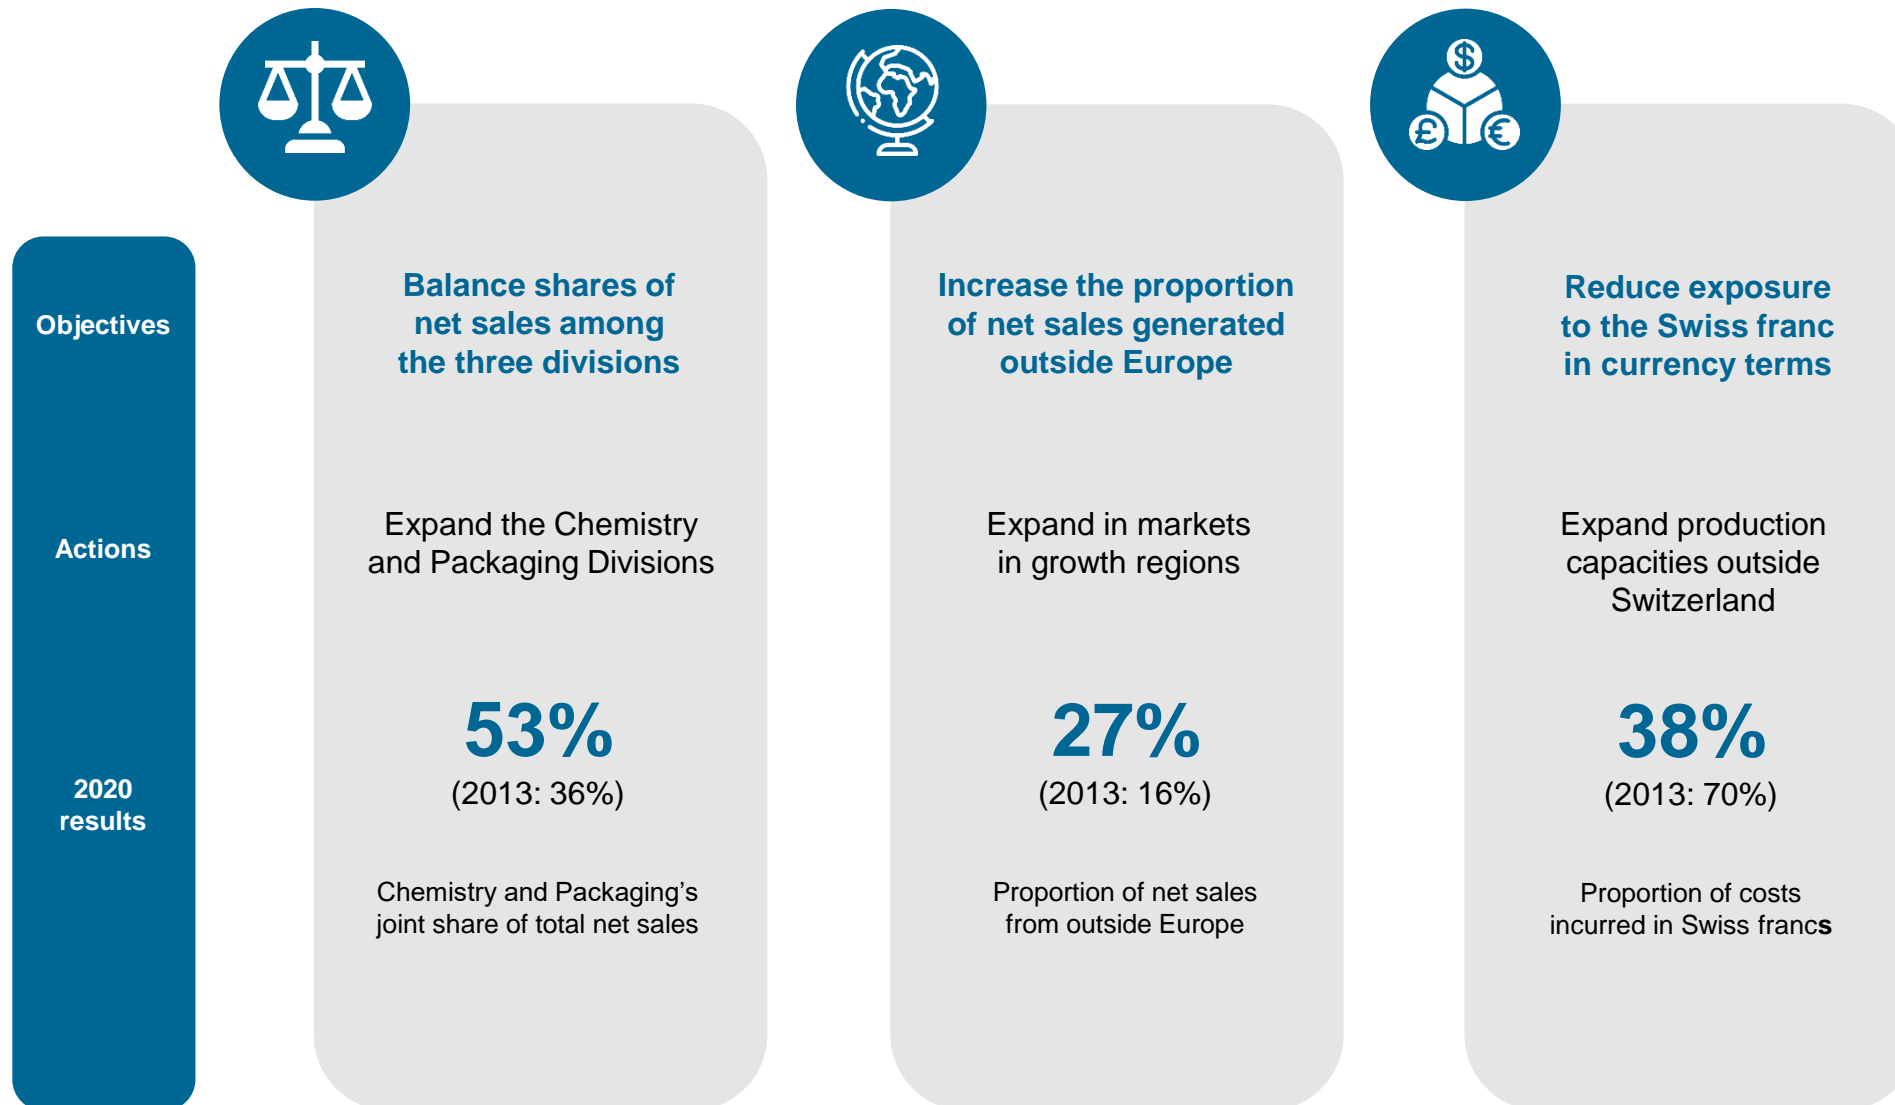 Objectives
Balance shares of
net sales among
the three divisions
Increase the proportion
of net sales generated
outside Europe
Reduce exposure
to the Swiss franc
in currency terms
Actions
Expand the Chemistry
and Packaging Divisions
Expand in markets
in growth regions
Expand production
capacities outside
Switzerland
2020
results
53%
(2013: 36%)
Chemistry and Packaging’s
joint share of total net sales
27%
(2013: 16%)
Proportion of net sales
from outside Europe
38%
(2013: 70%)
Proportion of costs
incurred in Swiss francs